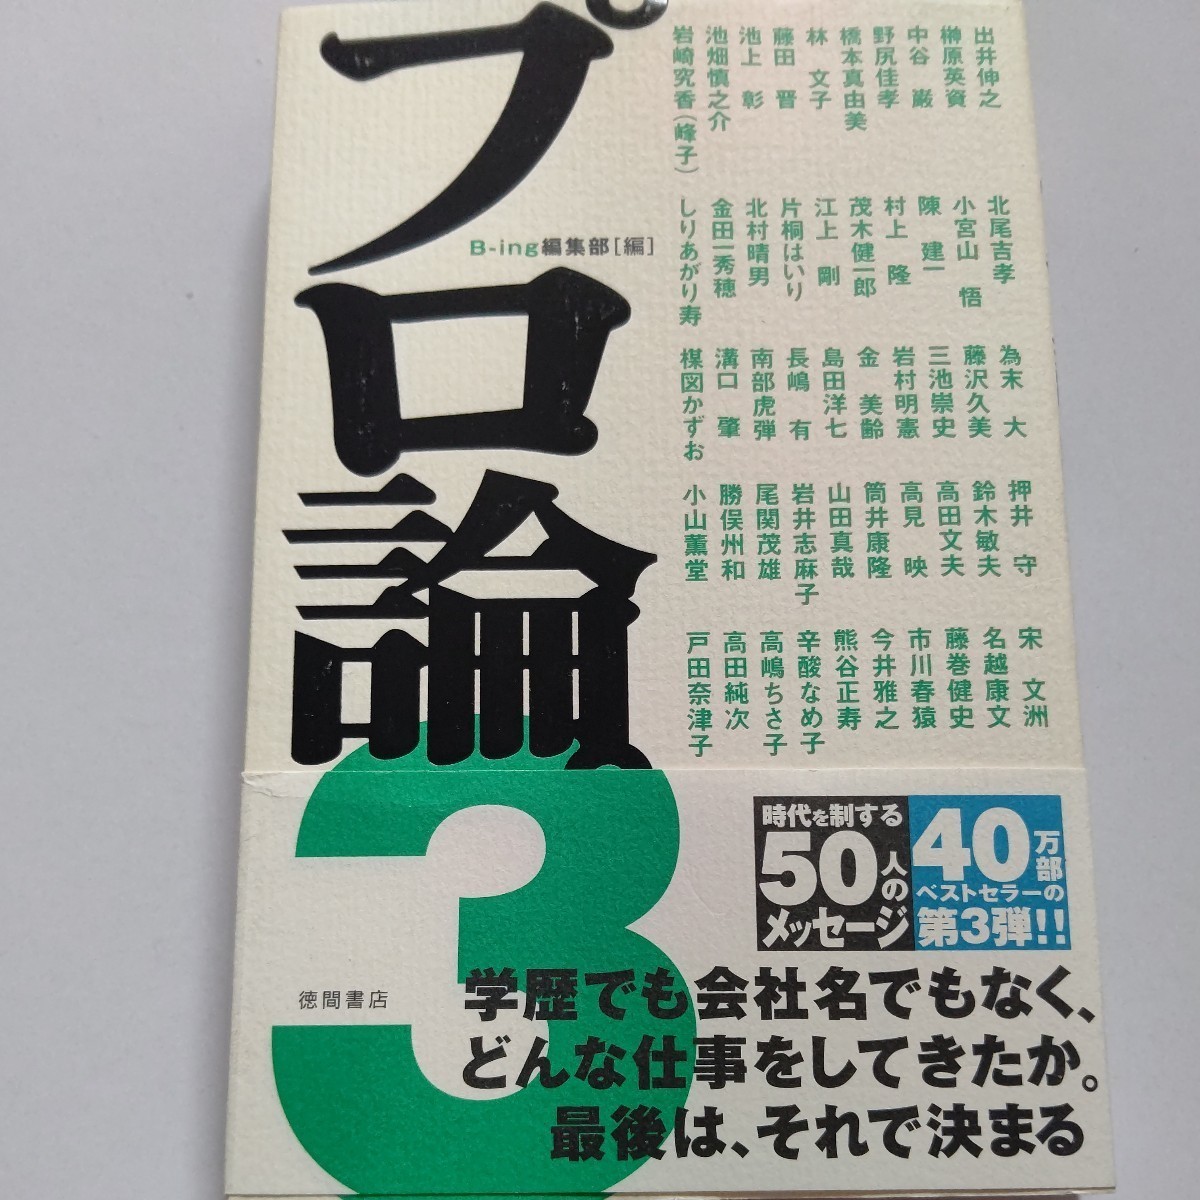 プロ論。
3
B-ing編集部[編]
出井伸之
榊原英資
中谷 巌
野尻佳孝
橋本真由美
林 文子
藤田 晋
池上 彰
池畑慎之介
岩崎究香(峰子)
北尾吉孝
小宮山 悟
陳 建一
村上 隆
茂木健一郎
江上 剛
片桐はいり
北村晴男
金田一秀穂
しりあがり寿
為末 大
藤沢久美
三池崇史
岩村明憲
金 美齢
島田洋七
長嶋 有
南部虎弾
溝口 肇
楳図かずお
押井 守
鈴木敏夫
高田文夫
高見 映
筒井康隆
山田真哉
岩井志麻子
尾関茂雄
勝俣州和
小山薫堂
宋 文洲
名越康文
藤巻健史
市川春猿
今井雅之
熊谷正寿
辛酸なめ子
高嶋ちさ子
高田純次
戸田奈津子
時代を制する
50人の
メッセージ
40万部
ベストセラーの
第3弾!!
学歴でも会社名でもなく、
どんな仕事をしてきたか。
最後は、それで決まる
徳間書店